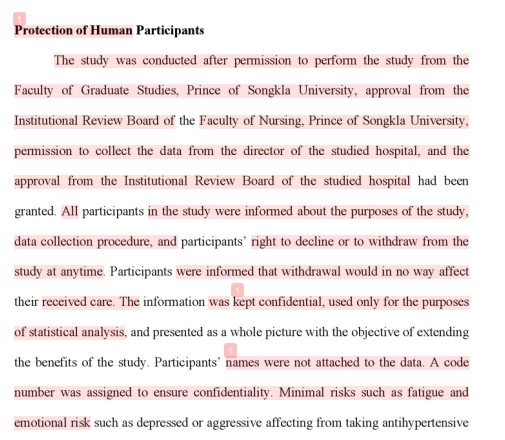 1
Protection of Human Participants
The study was conducted after permission to perform the study from the
Faculty of Graduate Studies, Prince of Songkla University, approval from the
Institutional Review Board of the Faculty of Nursing, Prince of Songkla University,
permission to collect the data from the director of the studied hospital, and the
approval from the Institutional Review Board of the studied hospital had been
granted. All participants in the study were informed about the purposes of the study,
data collection procedure, and participants’ right to decline or to withdraw from the
study at anytime. Participants were informed that withdrawal would in no way affect
1
their received care. The information was kept confidential, used only for the purposes
of statistical analysis, and presented as a whole picture with the objective of extending
1
the benefits of the study. Participants’ names were not attached to the data. A code
number was assigned to ensure confidentiality. Minimal risks such as fatigue and
emotional risk such as depressed or aggressive affecting from taking antihypertensive